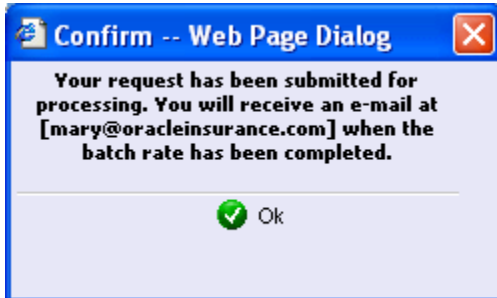 Confirm -- Web Page Dialog
Your request has been submitted for
processing. You will receive an e-mail at
[mary@oracleinsurance.com] when the
batch rate has been completed.
Ok